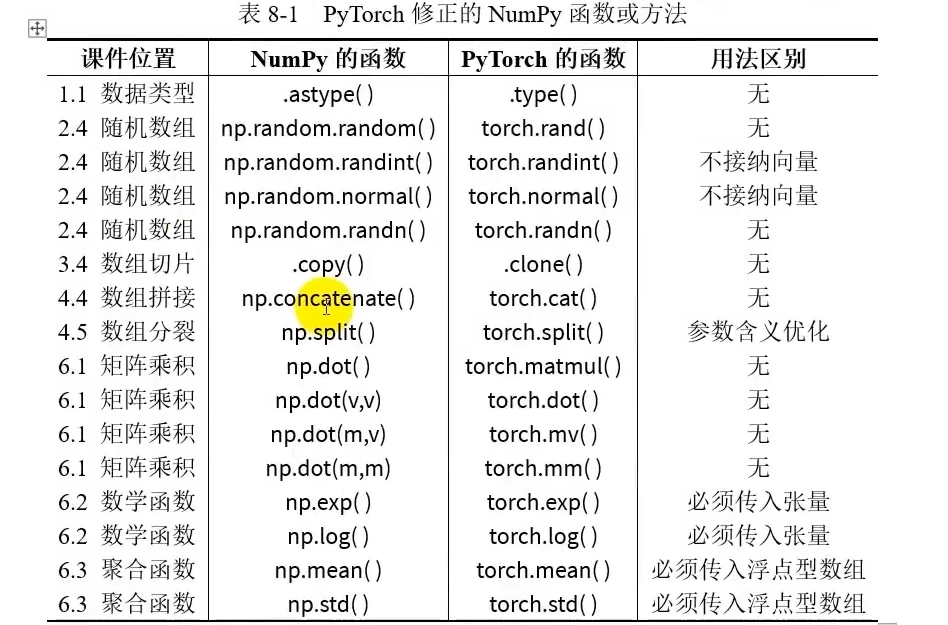 表 8-1 PyTorch 修正的 NumPy 函数或方法
课件位置 NumPy 的函数 PyTorch 的函数 用法区别
1.1 数据类型 .astype( ) .type( ) 无
2.4 随机数组 np.random.random( ) torch.rand( ) 无
2.4 随机数组 np.random.randint( ) torch.randint( ) 不接纳向量
2.4 随机数组 np.random.normal( ) torch.normal( ) 不接纳向量
2.4 随机数组 np.random.randn( ) torch.randn( ) 无
3.4 数组切片 .copy( ) .clone( ) 无
4.4 数组拼接 np.concatenate( ) torch.cat( ) 无
4.5 数组分裂 np.split( ) torch.split( ) 参数含义优化
6.1 矩阵乘积 np.dot( ) torch.matmul( ) 无
6.1 矩阵乘积 np.dot(v,v) torch.dot( ) 无
6.1 矩阵乘积 np.dot(m,v) torch.mv( ) 无
6.1 矩阵乘积 np.dot(m,m) torch.mm( ) 无
6.2 数学函数 np.exp( ) torch.exp( ) 必须传入张量
6.2 数学函数 np.log( ) torch.log( ) 必须传入张量
6.3 聚合函数 np.mean( ) torch.mean( ) 必须传入浮点型数组
6.3 聚合函数 np.std( ) torch.std( ) 必须传入浮点型数组